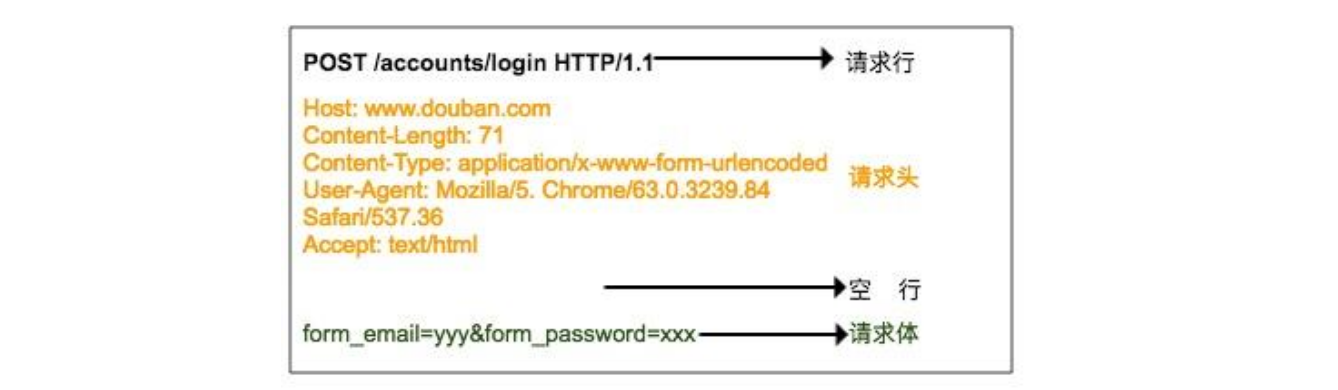 POST /accounts/login HTTP/1.1 请求行
Host: www.douban.com
Content-Length: 71
Content-Type: application/x-www-form-urlencoded
User-Agent: Mozilla/5. Chrome/63.0.3239.84
Safari/537.36
Accept: text/html
请求头
空 行
form_email=yyy&form_password=xxx 请求体